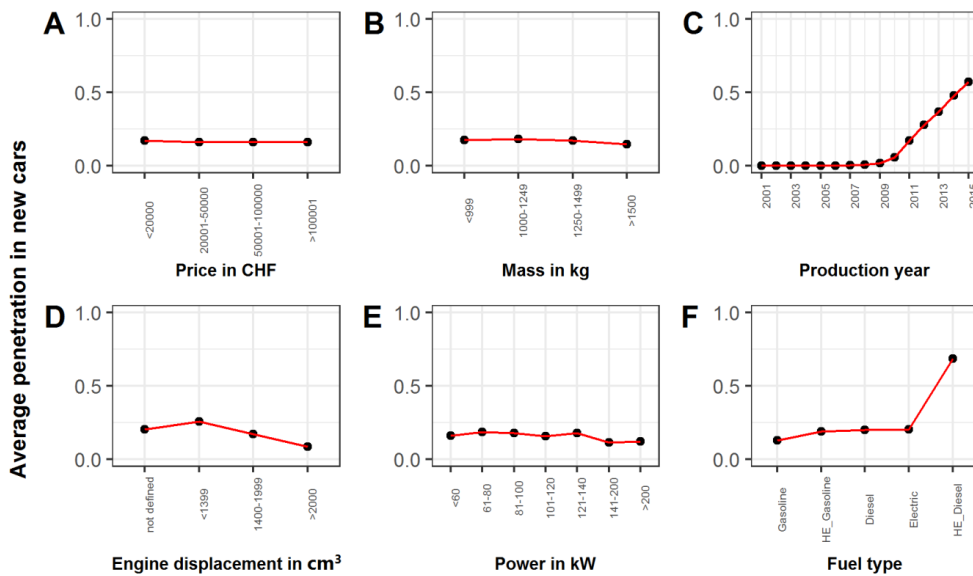 A
B
C
1.0
0.5
0.0
1.0
0.5
0.0
1.0
0.5
0.0
<20000
20001-50000
50001-100000
>100001
<999
1000-1249
1250-1499
>1500
2001
2003
2005
2007
2009
2011
2013
2015
Price in CHF
Mass in kg
Production year
Average penetration in new cars
D
E
F
1.0
0.5
0.0
1.0
0.5
0.0
1.0
0.5
0.0
not defined
<1399
1400-1999
>2000
<60
61-80
81-100
101-120
121-140
141-200
>200
Gasoline
HE_Gasoline
Diesel
Electric
HE_Diesel
Engine displacement in cm³
Power in kW
Fuel type